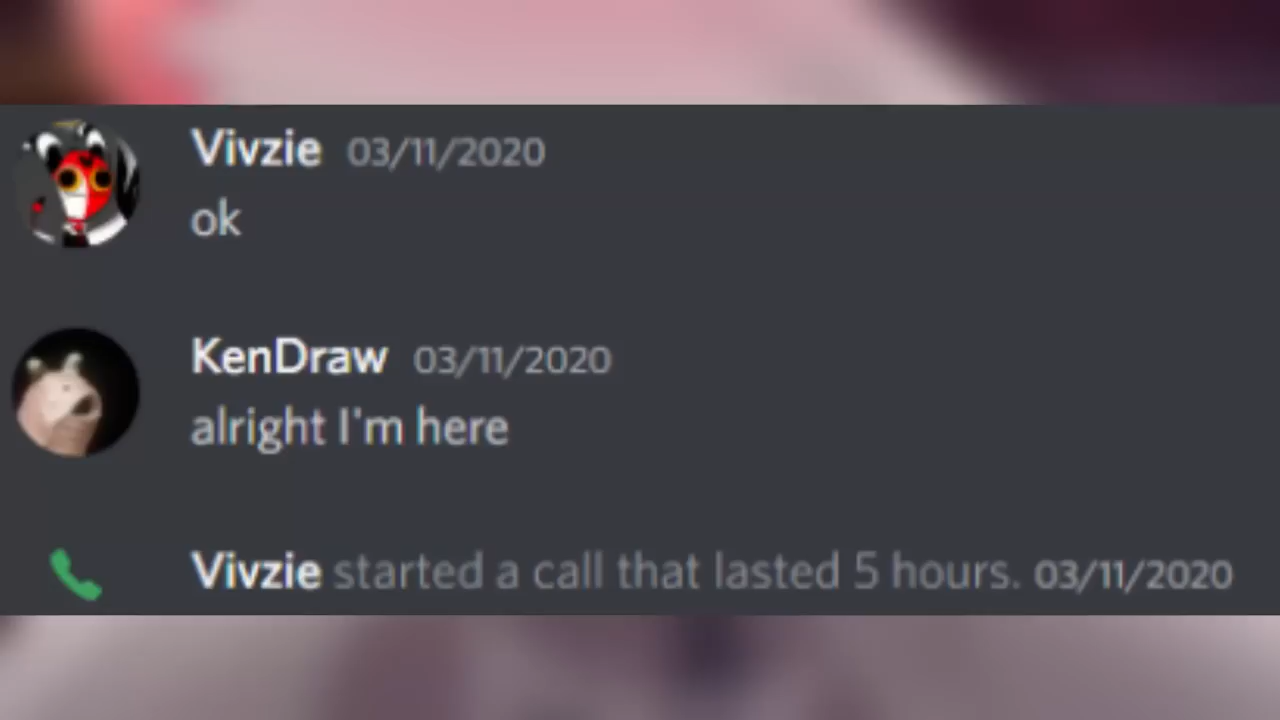 Vivzie 03/11/2020
ok
KenDraw 03/11/2020
alright I'm here
Vivzie started a call that lasted 5 hours. 03/11/2020